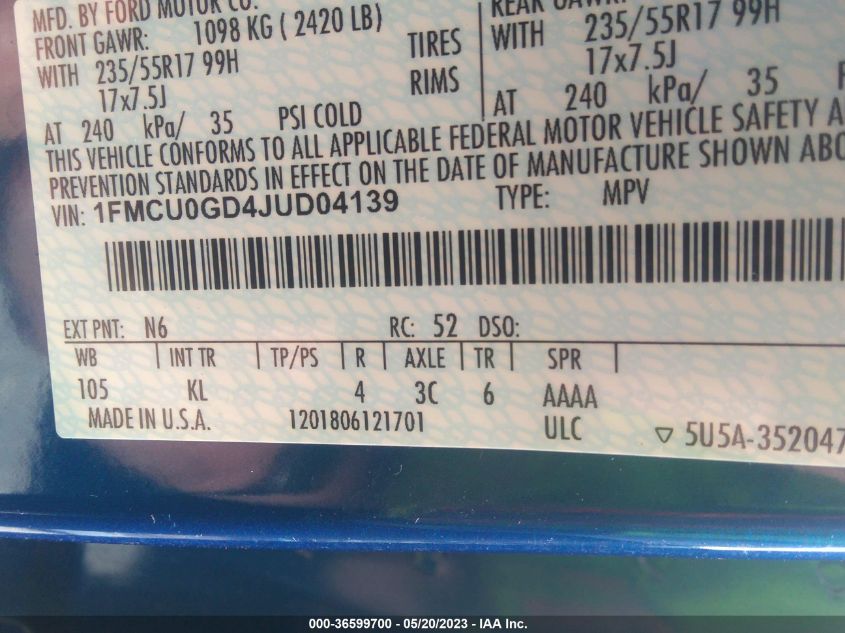 MFD. BY FORD MOTOR CO.
FRONT GAWR: 1098 KG ( 2420 LB)
WITH 235/55R17 99H TIRES
17x7.5J RIMS
AT 240 kPa/ 35 PSI COLD
REAR GAWR:
WITH 235/55R17 99H
17x7.5J
AT 240 kPa/ 35
THIS VEHICLE CONFORMS TO ALL APPLICABLE FEDERAL MOTOR VEHICLE SAFETY A
PREVENTION STANDARDS IN EFFECT ON THE DATE OF MANUFACTURE SHOWN ABO
VIN: 1FMCU0GD4JUD04139 TYPE: MPV
EXT PNT: N6 RC: 52 DSO:
WB INT TR TP/PS R AXLE TR SPR
105 KL 4 3C 6 AAAA
MADE IN U.S.A. 1201806121701 ULC ▽ 5U5A-352047
000-36599700 - 05/20/2023 - IAA Inc.